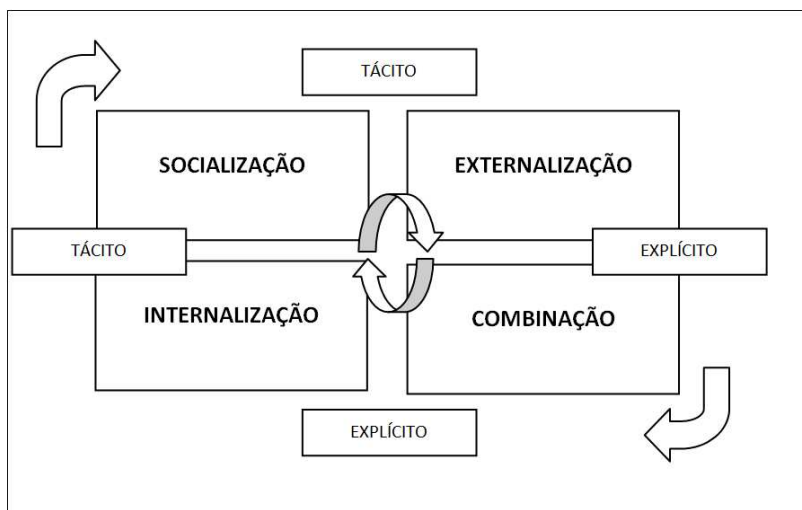 TÁCITO
SOCIALIZAÇÃO
EXTERNALIZAÇÃO
TÁCITO
EXPLÍCITO
INTERNALIZAÇÃO
COMBINAÇÃO
EXPLÍCITO